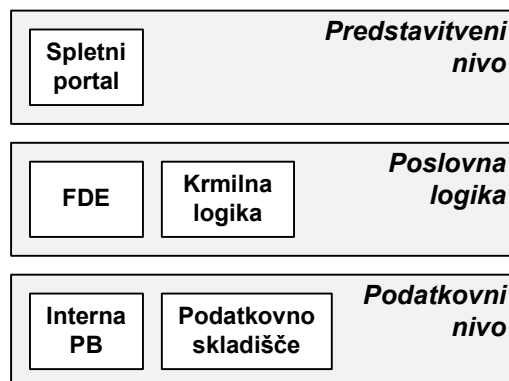 Predstavitveni
nivo
Spletni
portal
Poslovna
logika
FDE
Krmilna
logika
Podatkovni
nivo
Interna
PB
Podatkovno
skladišče